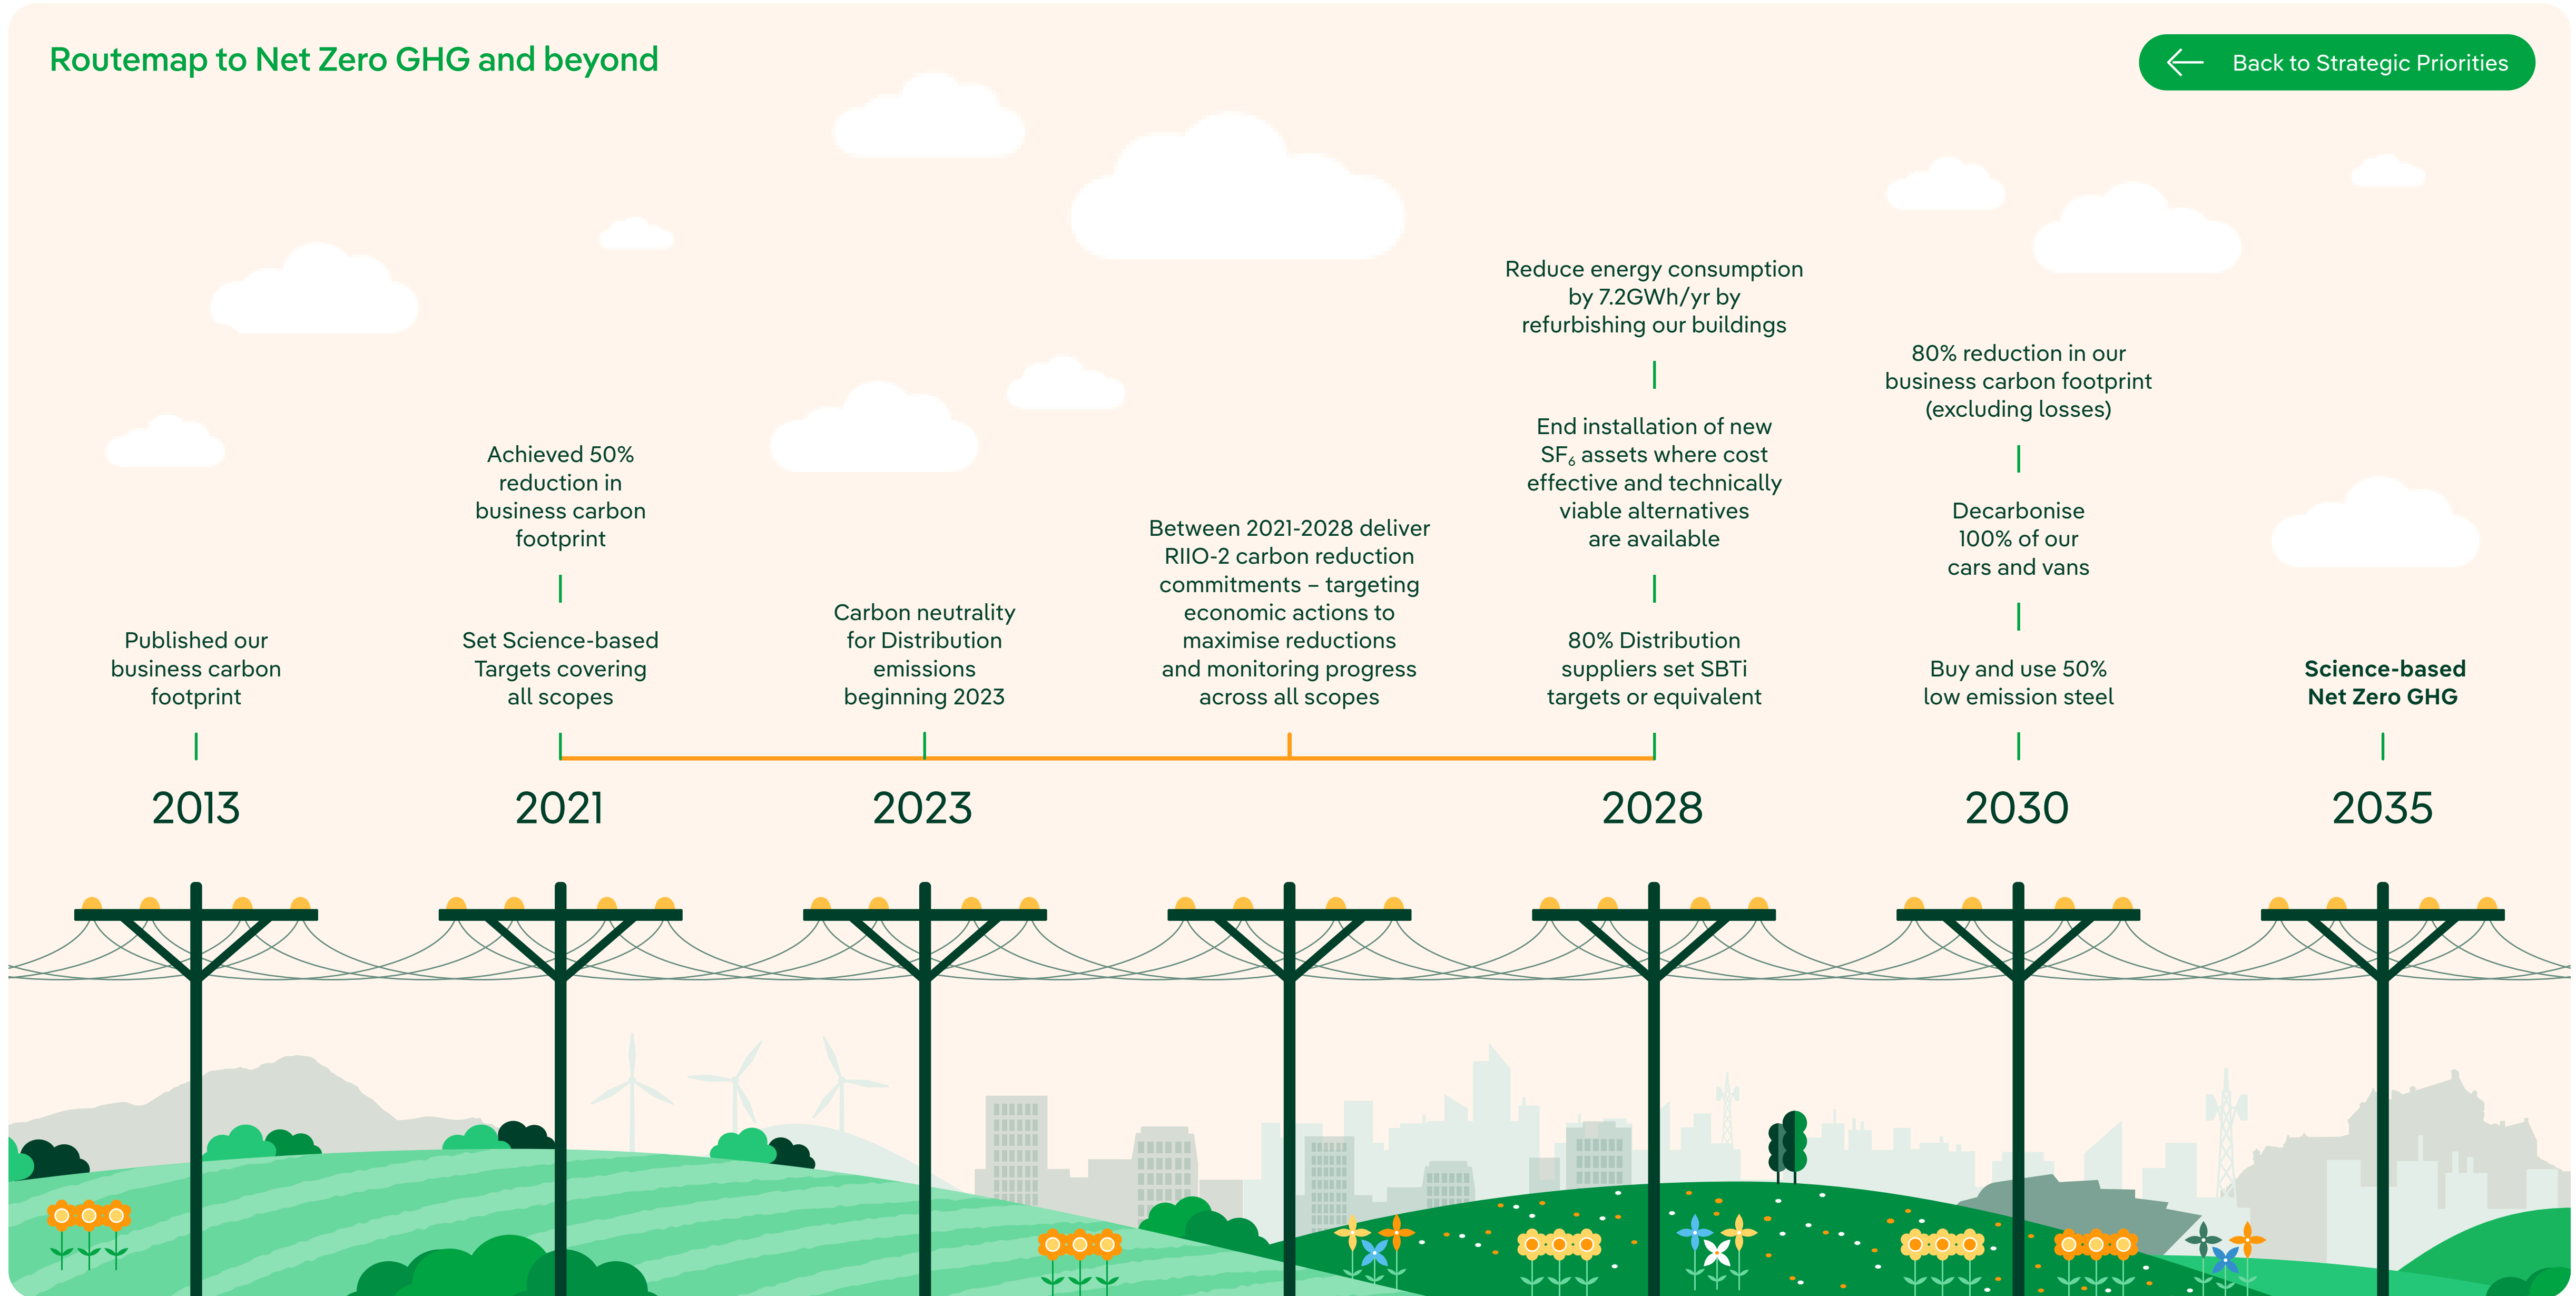 Routemap to Net Zero GHG and beyond
Back to Strategic Priorities
Published our
business carbon
footprint
2013
Achieved 50%
reduction in
business carbon
footprint
Set Science-based
Targets covering
all scopes
2021
Carbon neutrality
for Distribution
emissions
beginning 2023
2023
Between 2021-2028 deliver
RIIO-2 carbon reduction
commitments – targeting
economic actions to
maximise reductions
and monitoring progress
across all scopes
Reduce energy consumption
by 7.2GWh/yr by
refurbishing our buildings
End installation of new
SF₆ assets where cost
effective and technically
viable alternatives
are available
80% Distribution
suppliers set SBTi
targets or equivalent
2028
80% reduction in our
business carbon footprint
(excluding losses)
Decarbonise
100% of our
cars and vans
Buy and use 50%
low emission steel
2030
Science-based
Net Zero GHG
2035